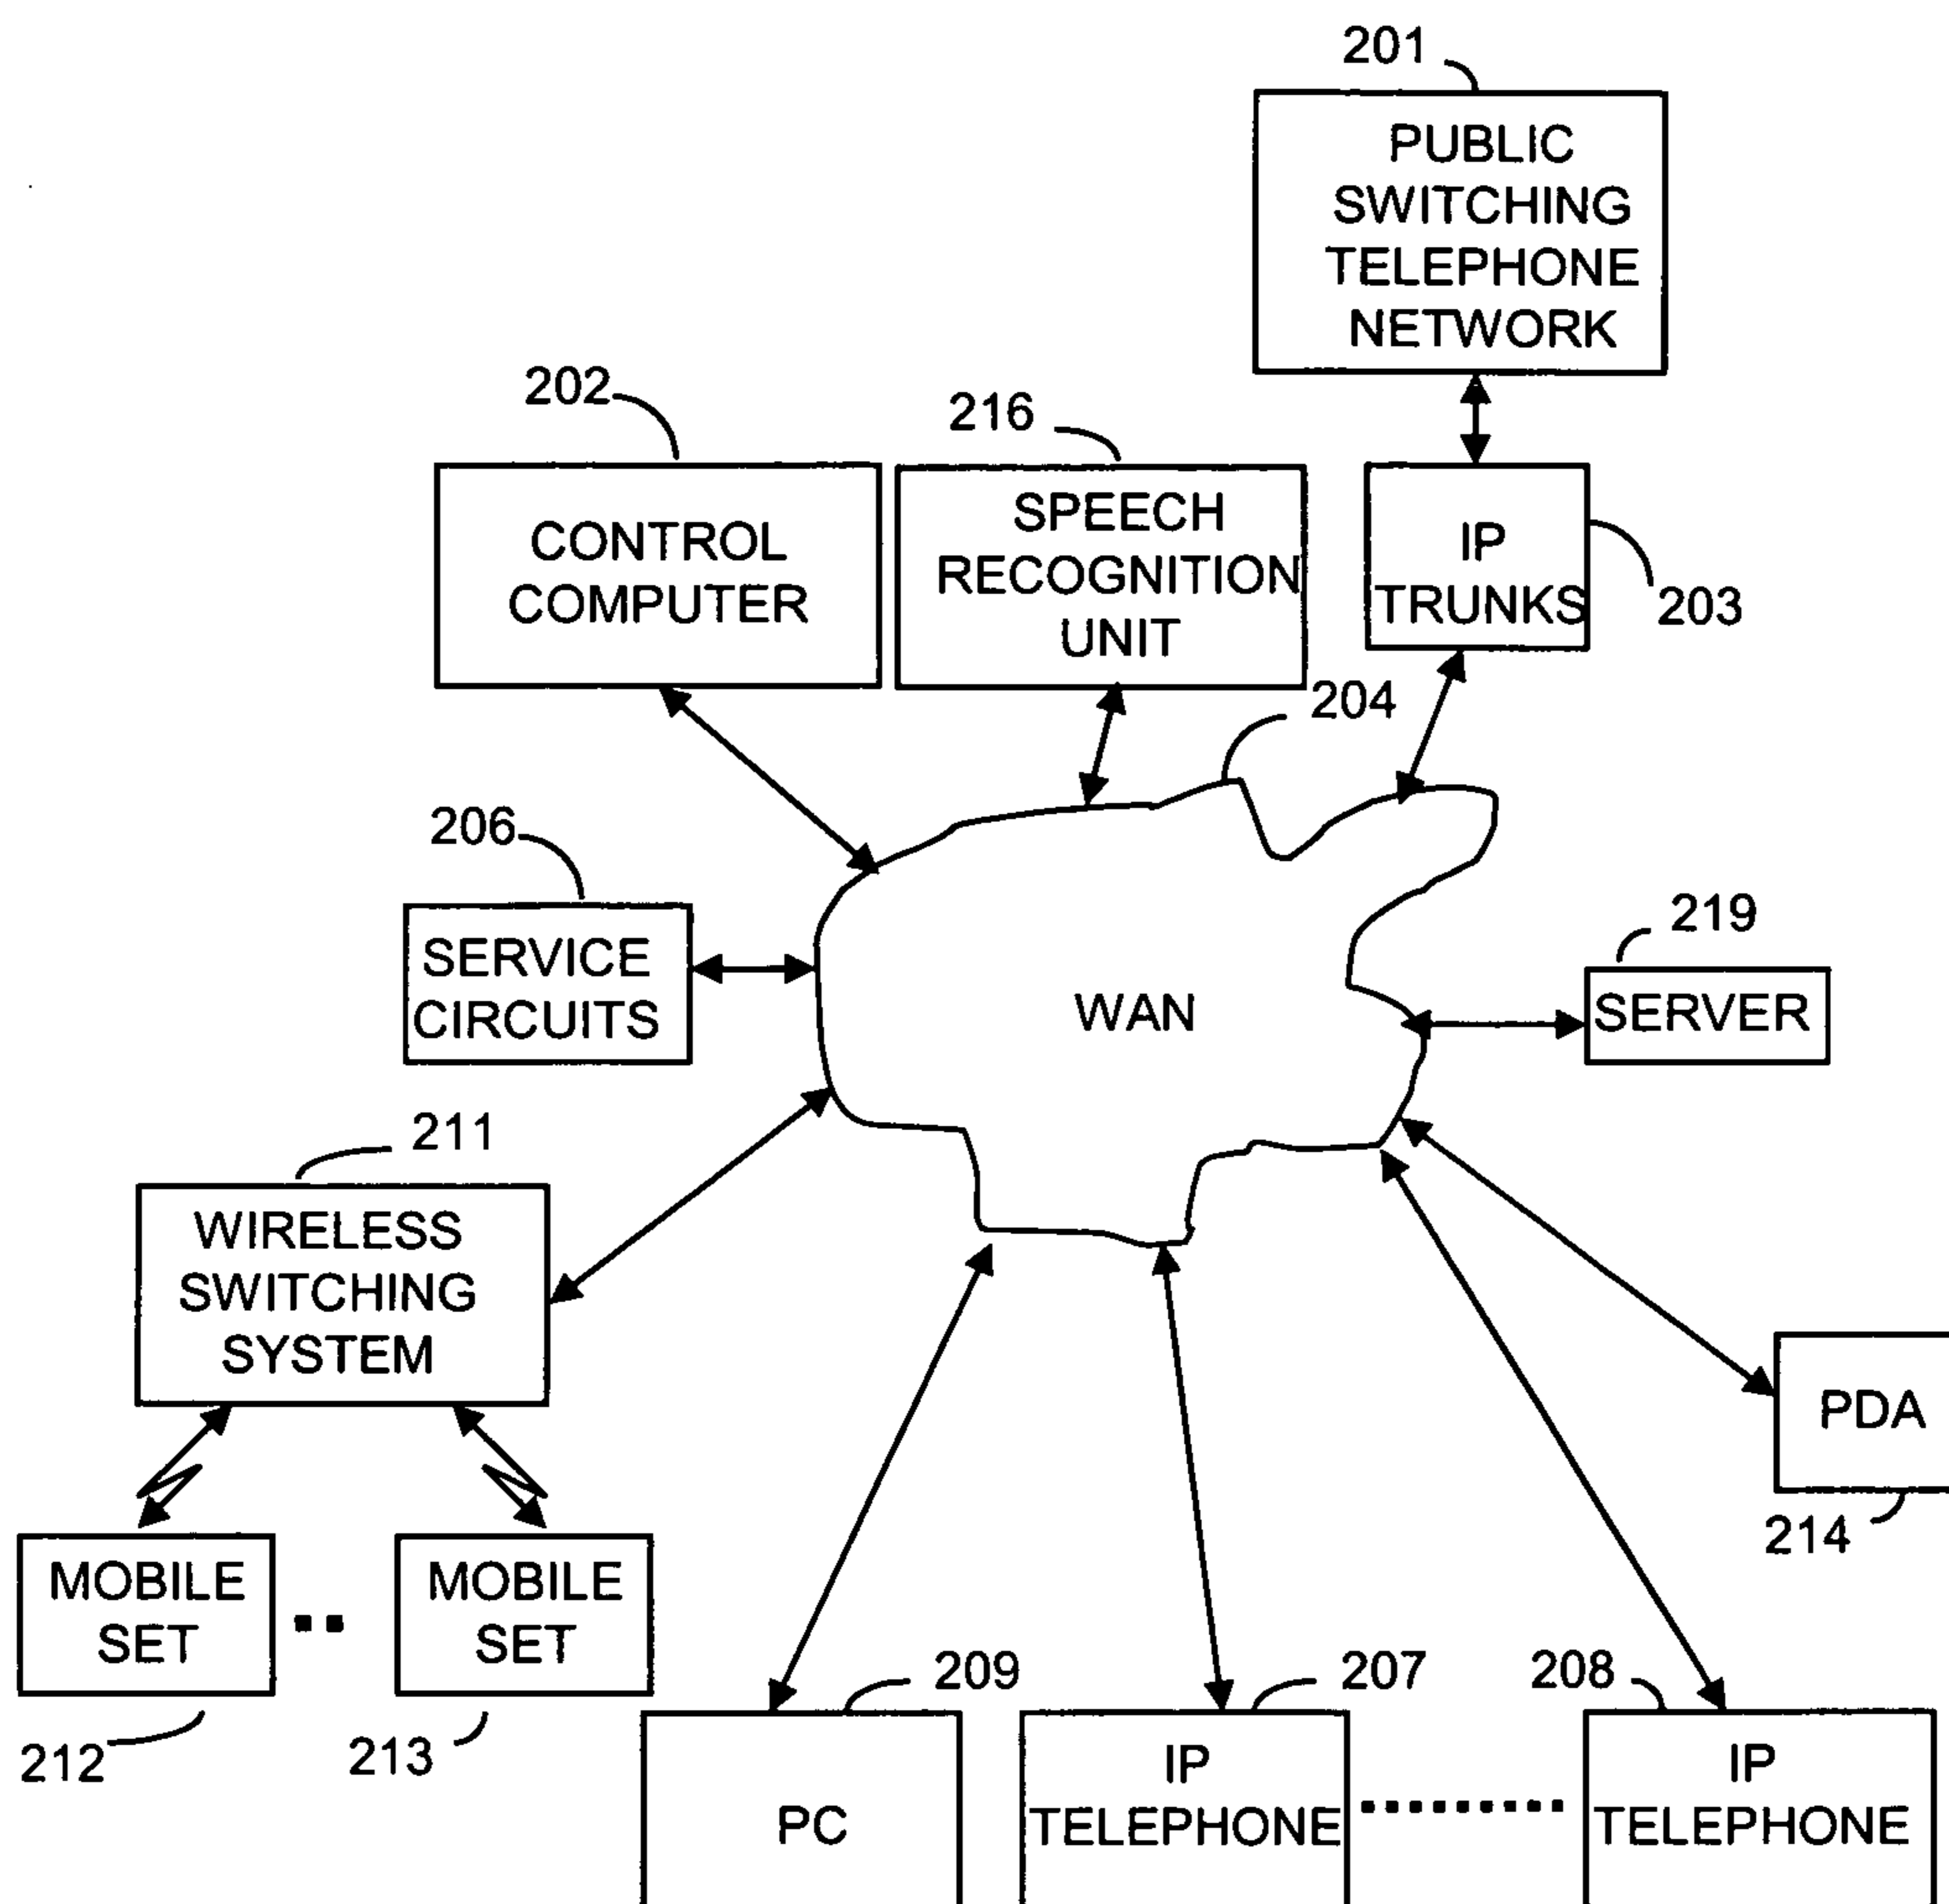 201
PUBLIC
SWITCHING
TELEPHONE
NETWORK
202
216
CONTROL
COMPUTER
SPEECH
RECOGNITION
UNIT
IP
TRUNKS
203
204
206
SERVICE
CIRCUITS
WAN
219
SERVER
211
WIRELESS
SWITCHING
SYSTEM
PDA
214
MOBILE
SET
MOBILE
SET
212
213
209
207
208
PC
IP
TELEPHONE
IP
TELEPHONE